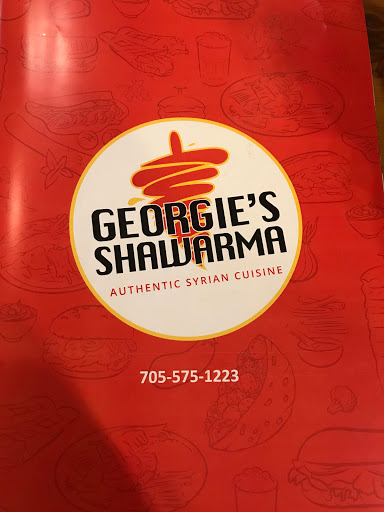 GEORGIE'S
SHAWARMA
AUTHENTIC SYRIAN CUISINE
705-575-1223